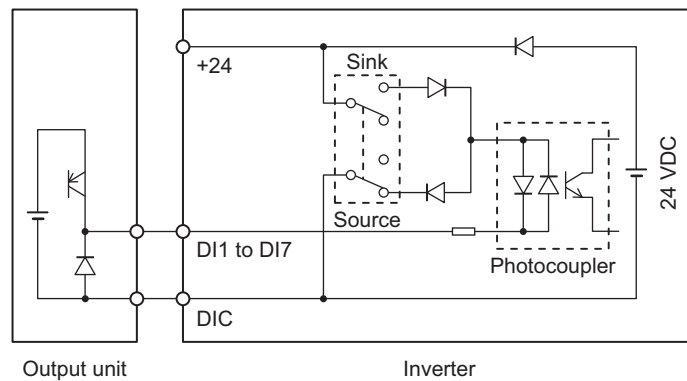 +24
Sink
24 VDC
Source
DI1 to DI7
Photocoupler
DIC
Output unit
Inverter